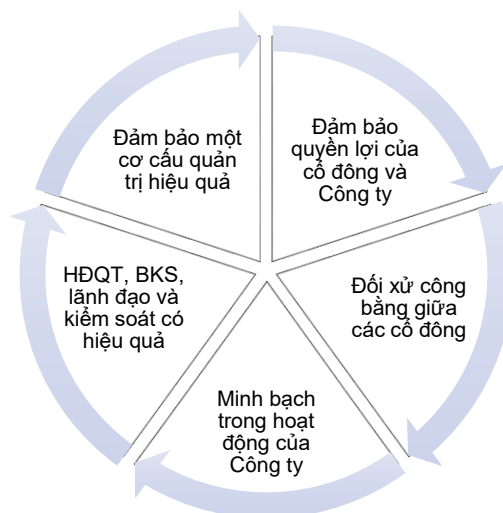 Đảm bảo một
cơ cấu quản
trị hiệu quả
Đảm bảo
quyền lợi của
cổ đông và
Công ty
HĐQT, BKS,
lãnh đạo và
kiểm soát có
hiệu quả
Đối xử công
bằng giữa
các cổ đông
Minh bạch
trong hoạt
động của
Công ty